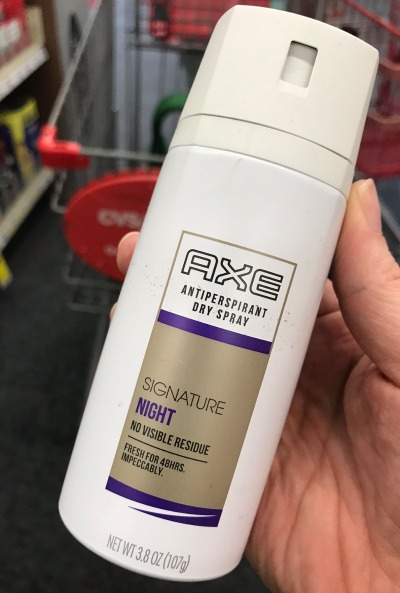 CVS
AXE
ANTIPERSPIRANT
DRY SPRAY
SIGNATURE
NIGHT
NO VISIBLE RESIDUE
FRESH FOR 48HRS.
IMPECCABLY.
NET WT 3.8 OZ (107g)